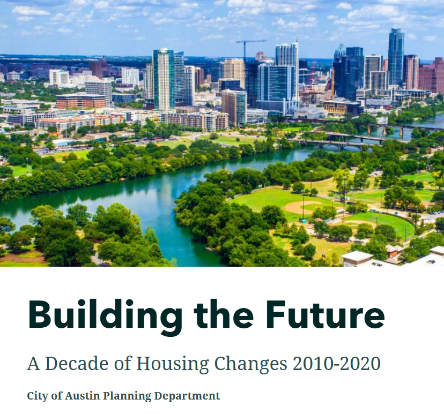 Building the Future
A Decade of Housing Changes 2010-2020
City of Austin Planning Department